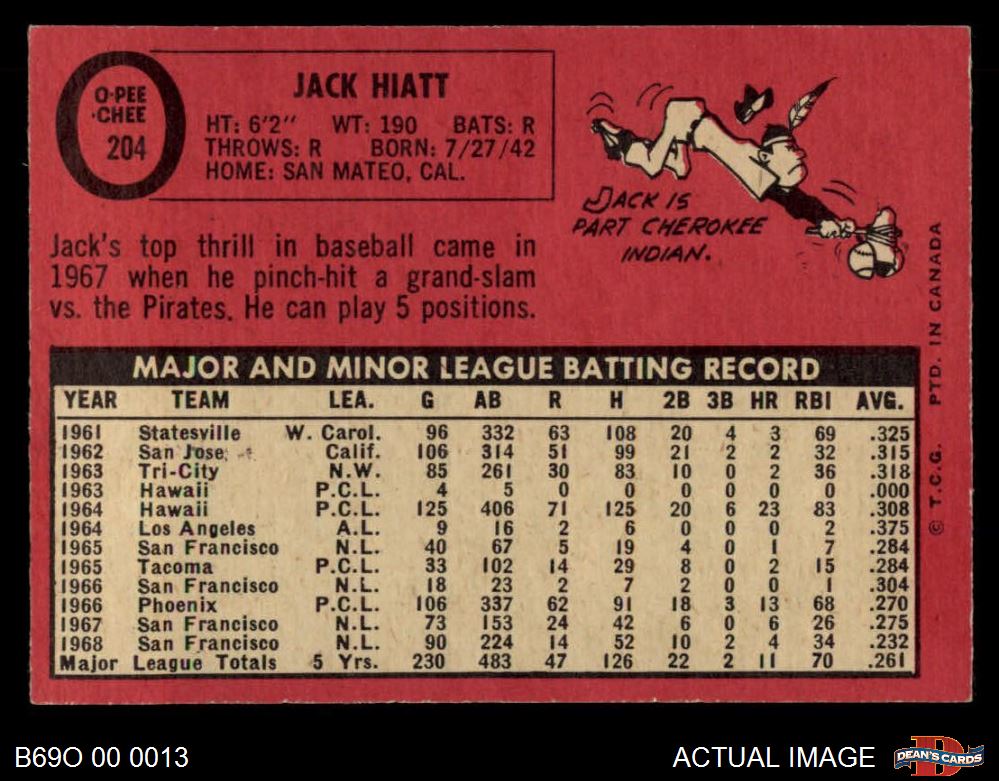 O-PEE
-CHEE
204
JACK HIATT
HT: 6'2" WT: 190 BATS: R
THROWS: R BORN: 7/27/42
HOME: SAN MATEO, CAL.
JACK IS
PART CHEROKEE
INDIAN.
Jack's top thrill in baseball came in
1967 when he pinch-hit a grand-slam
vs. the Pirates. He can play 5 positions.
MAJOR AND MINOR LEAGUE BATTING RECORD
YEAR TEAM LEA. G AB R H 2B 3B HR RBI AVG.
1961 Statesville W. Carol. 96 332 63 108 20 4 3 69 .325
1962 San Jose Calif. 106 314 51 99 21 2 2 32 .315
1963 Tri-City N.W. 85 261 30 83 10 0 2 36 .318
1963 Hawaii P.C.L. 4 5 0 0 0 0 0 0 .000
1964 Hawaii P.C.L. 125 406 71 125 20 6 23 83 .308
1964 Los Angeles A.L. 9 16 2 6 0 0 0 2 .375
1965 San Francisco N.L. 40 67 5 19 4 0 1 7 .284
1965 Tacoma P.C.L. 33 102 14 29 8 0 2 15 .284
1966 San Francisco N.L. 18 23 2 7 2 0 0 1 .304
1966 Phoenix P.C.L. 106 337 62 91 18 3 13 68 .270
1967 San Francisco N.L. 73 153 24 42 6 0 6 26 .275
1968 San Francisco N.L. 90 224 14 52 10 2 4 34 .232
Major League Totals 5 Yrs. 230 483 47 126 22 2 11 70 .261
© T.C.G. PTD. IN CANADA
B69O 00 0013
ACTUAL IMAGE
DEAN'S CARDS